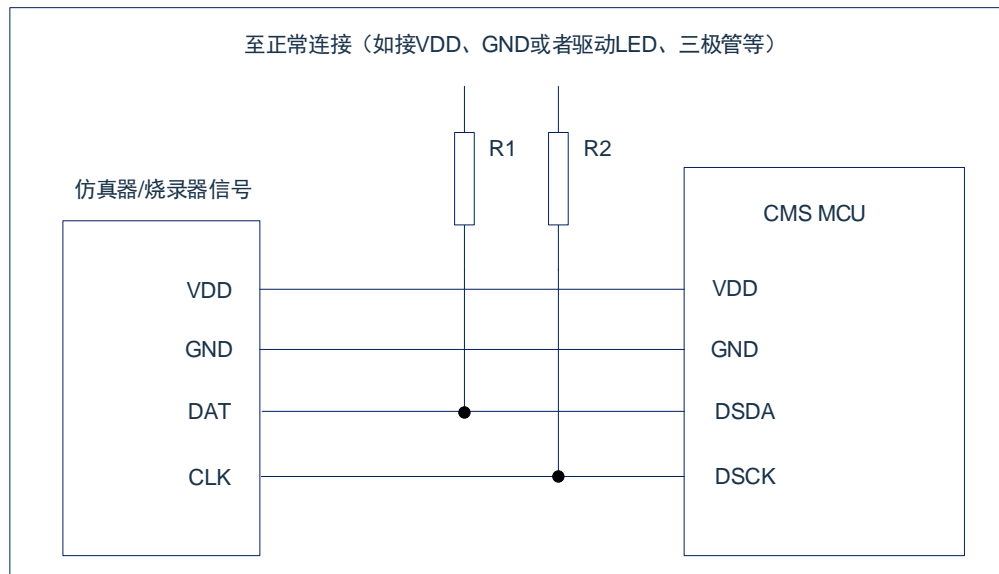 至正常连接（如接VDD、GND或者驱动LED、三极管等）
R1
R2
仿真器/烧录器信号
CMS MCU
VDD
VDD
GND
GND
DAT
DSDA
CLK
DSCK